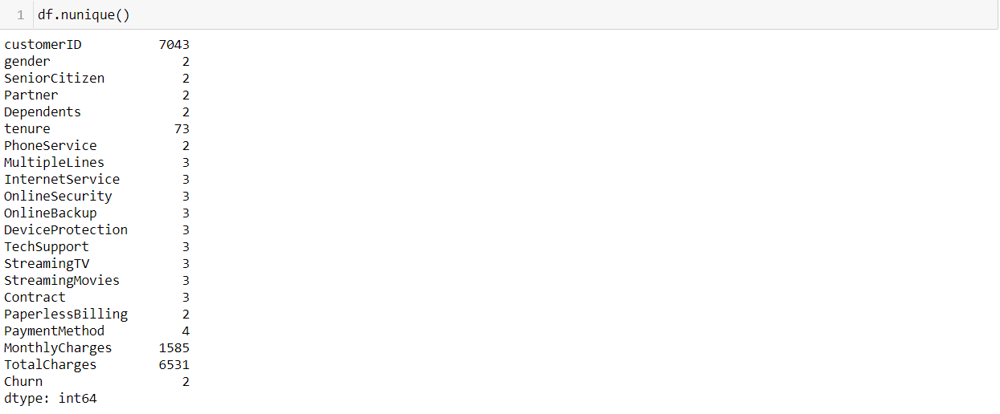 1 df.nunique()
customerID 7043
gender 2
SeniorCitizen 2
Partner 2
Dependents 2
tenure 73
PhoneService 2
MultipleLines 3
InternetService 3
OnlineSecurity 3
OnlineBackup 3
DeviceProtection 3
TechSupport 3
StreamingTV 3
StreamingMovies 3
Contract 3
PaperlessBilling 2
PaymentMethod 4
MonthlyCharges 1585
TotalCharges 6531
Churn 2
dtype: int64